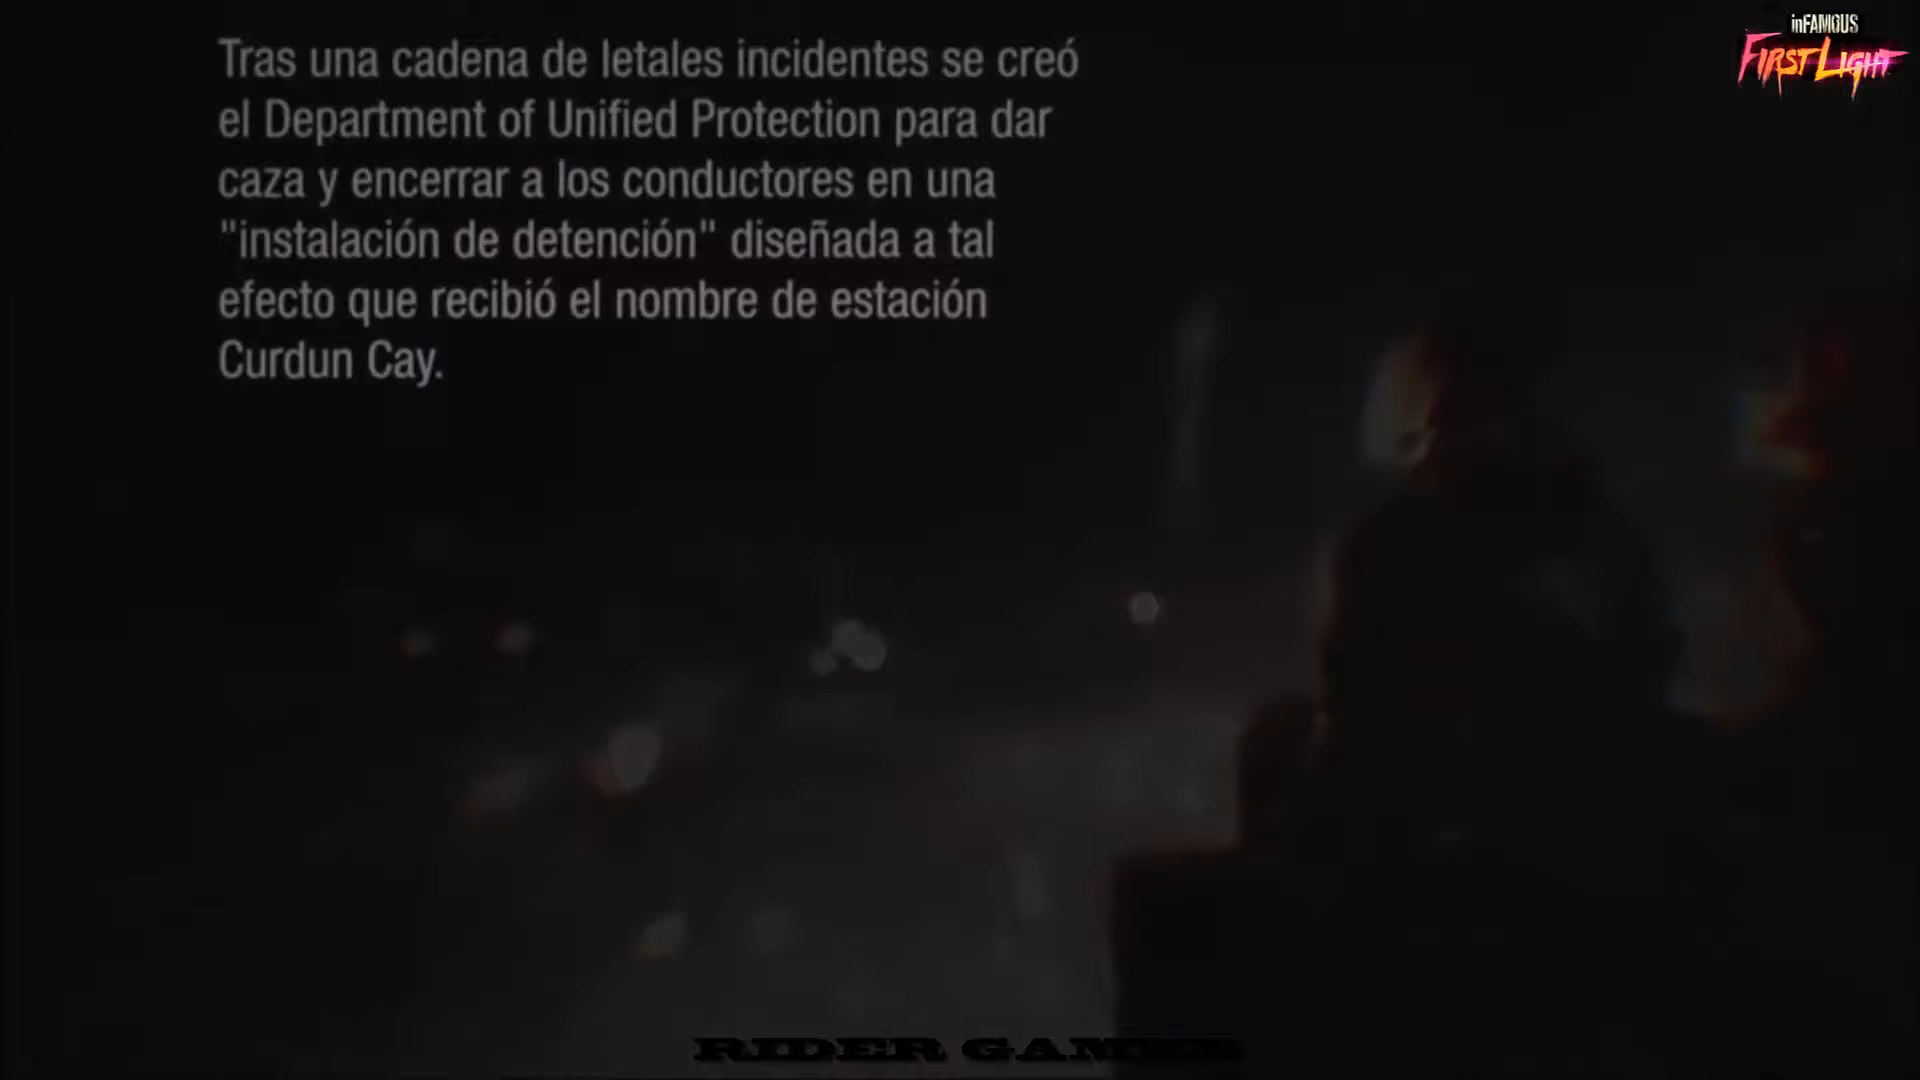 inFAMOUS
FIRST LIGHT
Tras una cadena de letales incidentes se creó
el Department of Unified Protection para dar
caza y encerrar a los conductores en una
"instalación de detención" diseñada a tal
efecto que recibió el nombre de estación
Curdun Cay.
RIDER